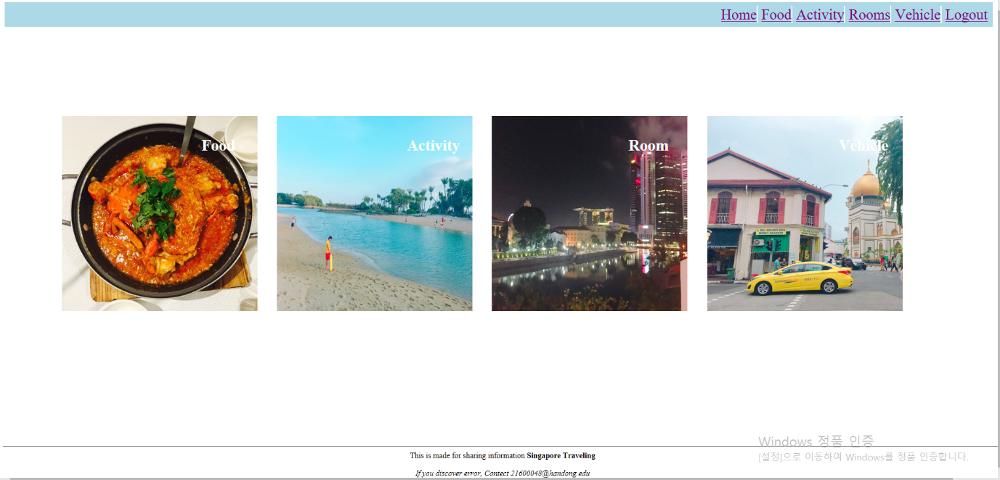 Home Food Activity Rooms Vehicle Logout
Food
Activity
Room
Vehicle
MONEY CHANGER
This is made for sharing information Singapore Traveling
If you discover error, Contect 21600048@handong.edu
Windows 정품 인증
[설정]으로 이동하여 Windows를 정품 인증합니다.